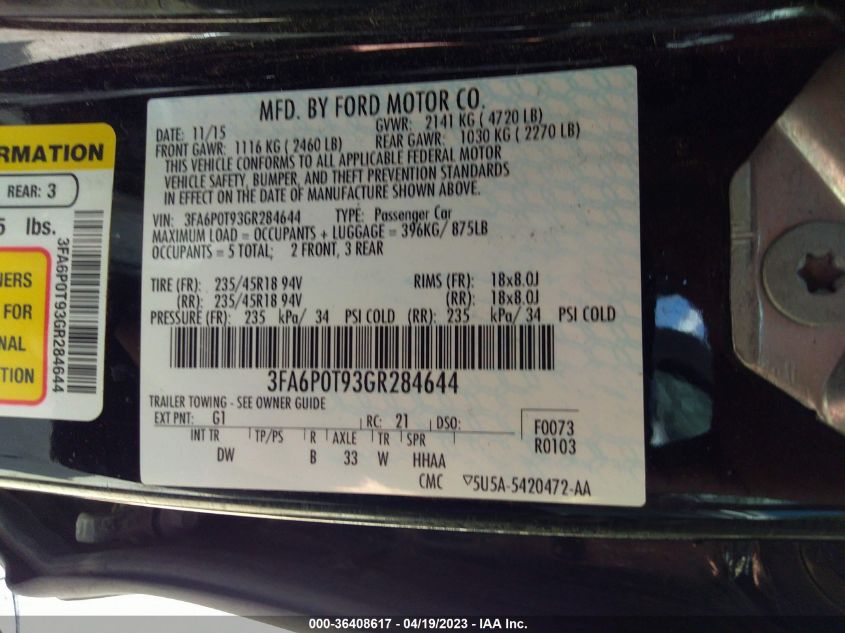 MFD. BY FORD MOTOR CO.
DATE: 11/15 GVWR: 2141 KG ( 4720 LB)
FRONT GAWR: 1116 KG ( 2460 LB) REAR GAWR: 1030 KG ( 2270 LB)
THIS VEHICLE CONFORMS TO ALL APPLICABLE FEDERAL MOTOR
VEHICLE SAFETY, BUMPER, AND THEFT PREVENTION STANDARDS
IN EFFECT ON THE DATE OF MANUFACTURE SHOWN ABOVE.
VIN: 3FA6P0T93GR284644 TYPE: Passenger Car
MAXIMUM LOAD = OCCUPANTS + LUGGAGE = 396KG/ 875LB
OCCUPANTS = 5 TOTAL; 2 FRONT, 3 REAR
TIRE (FR): 235/45R18 94V RIMS (FR): 18x8.0J
(RR): 235/45R18 94V (RR): 18x8.0J
PRESSURE (FR): 235 kPa/ 34 PSI COLD (RR): 235 kPa/ 34 PSI COLD
3FA6P0T93GR284644
TRAILER TOWING - SEE OWNER GUIDE
EXT PNT: G1 RC: 21 DSO:
INT TR TP/PS R AXLE TR SPR
DW B 33 W HHAA
F0073
R0103
CMC ▽5U5A-5420472-AA
RMATION
REAR: 3
5 lbs.
NERS
FOR
NAL
TION
3FA6P0T93GR284644
000-36408617 - 04/19/2023 - IAA Inc.